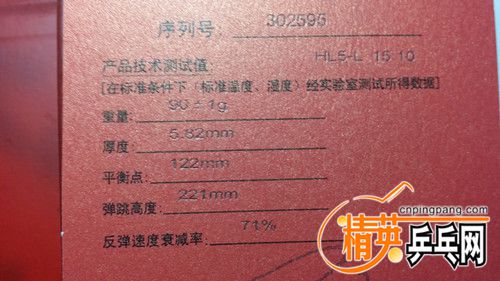 序列号 302595
产品技术测试值: HL5-L 15 10
[在标准条件下(标准温度、湿度)经实验室测试所得数据]
重量: 90±1g
厚度: 5.82mm
平衡点: 122mm
弹跳高度: 221mm
反弹速度衰减率: 71%
cnpingpang.com
精英乒乓网